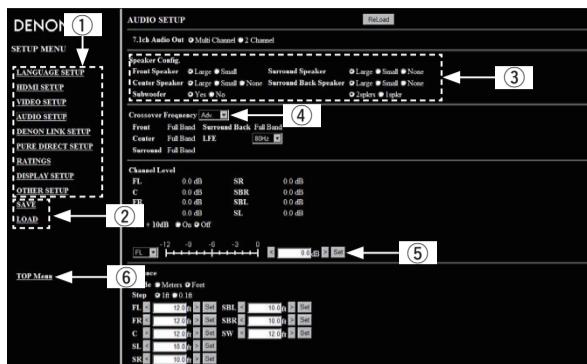 DENON
SETUP MENU
LANGUAGE SETUP
HDMI SETUP
VIDEO SETUP
AUDIO SETUP
DENON LINK SETUP
PURE DIRECT SETUP
RATINGS
DISPLAY SETUP
OTHER SETUP
SAVE
LOAD
TOP Menu
①
②
⑥
AUDIO SETUP ReLoad
7.1ch Audio Out Multi Channel 2 Channel
Speaker Config.
Front Speaker Large Small Surround Speaker Large Small None
Center Speaker Large Small None Surround Back Speaker Large Small None
Subwoofer Yes No 2spkrs 1spkr
③
Crossover Frequency Adv. ④
Front Full Band Surround Back Full Band
Center Full Band LFE 80Hz
Surround Full Band
Channel Level
FL 0.0 dB SR 0.0 dB
C 0.0 dB SBR 0.0 dB
FR 0.0 dB SBL 0.0 dB
SL 0.0 dB
+ 10dB On Off
FL -12 -9 -6 -3 0 < 0.0 dB > Set ⑤
Meters Feet
Step 1ft 0.1ft
FL < 12.0 ft > Set SBL < 10.0 ft > Set
FR < 12.0 ft > Set SBR < 10.0 ft > Set
C < 12.0 ft > Set SW < 12.0 ft > Set
SL < 10.0 ft > Set
SR < 10.0 ft > Set